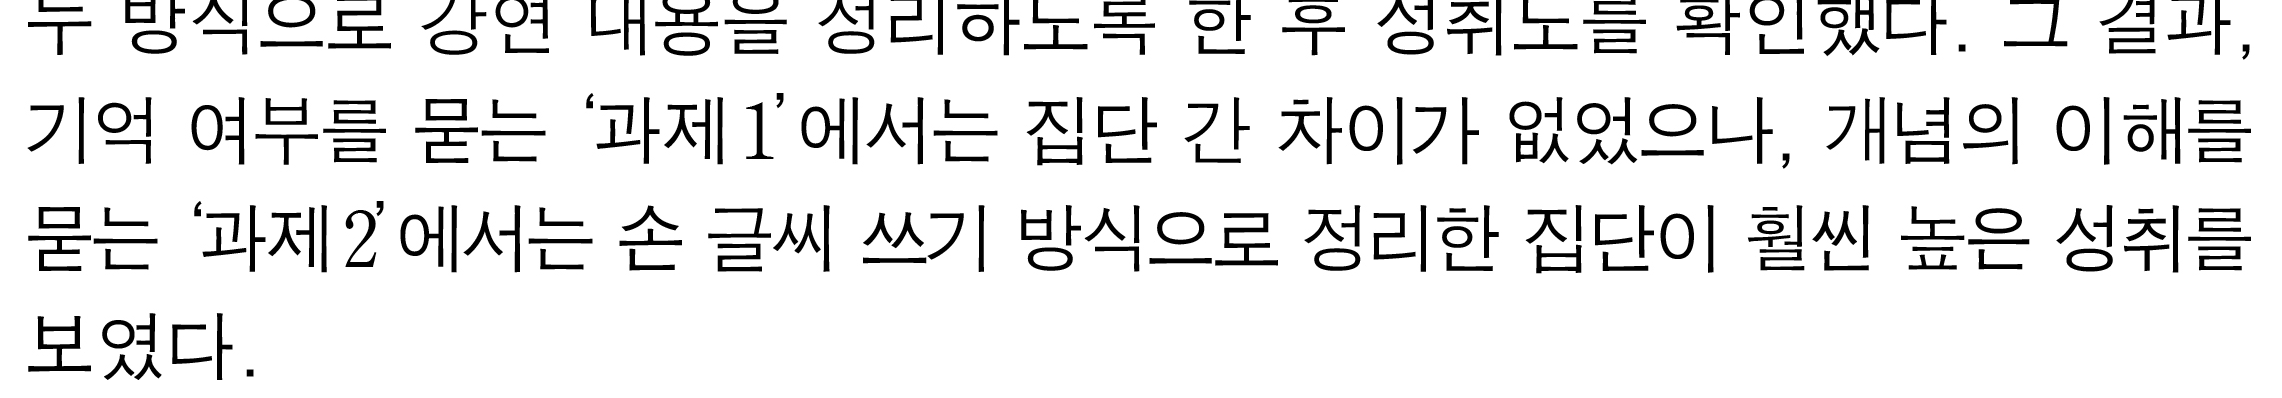 두 방식으로 강연 내용을 정리하도록 한 후 성취도를 확인했다. 그 결과,
기억 여부를 묻는 ‘과제1’에서는 집단 간 차이가 없었으나, 개념의 이해를
묻는 ‘과제2’에서는 손 글씨 쓰기 방식으로 정리한 집단이 훨씬 높은 성취를
보였다.